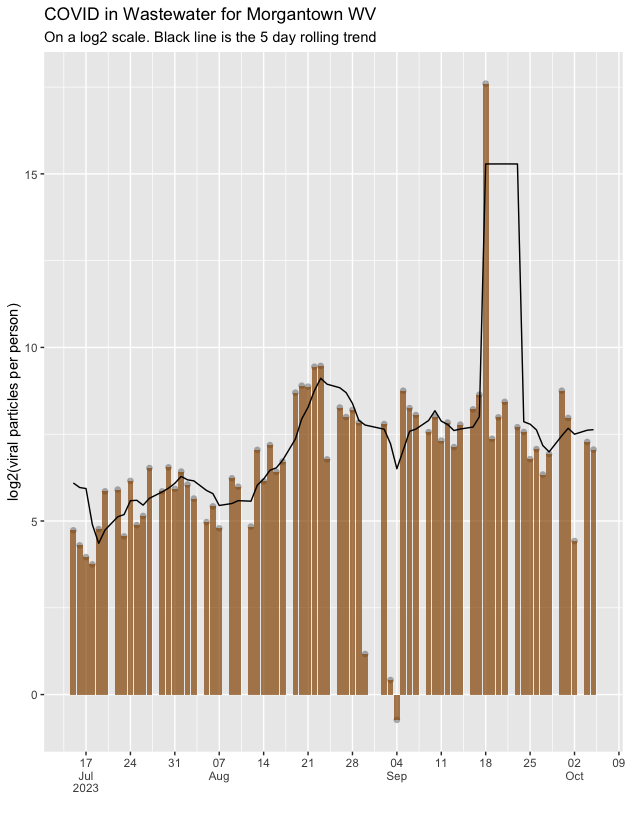 COVID in Wastewater for Morgantown WV
On a log2 scale. Black line is the 5 day rolling trend
log2(viral particles per person)
15
10
5
0
17 24 31 07 14 21 28 04 11 18 25 02 09
Jul Aug Sep Oct
2023